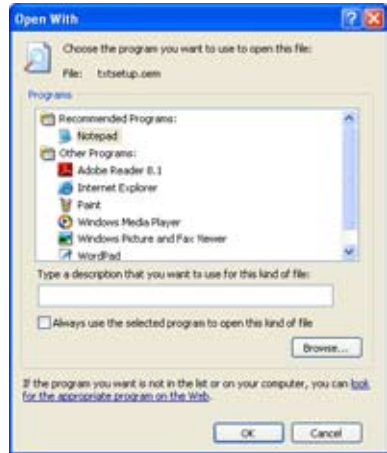 Open With
Choose the program you want to use to open this file:
File: txtsetup.oem
Programs
Recommended Programs:
Notepad
Other Programs:
Adobe Reader 8.1
Internet Explorer
Paint
Windows Media Player
Windows Picture and Fax Viewer
WordPad
Type a description that you want to use for this kind of file:
Always use the selected program to open this kind of file
Browse...
If the program you want is not in the list or on your computer, you can look
for the appropriate program on the Web.
OK Cancel